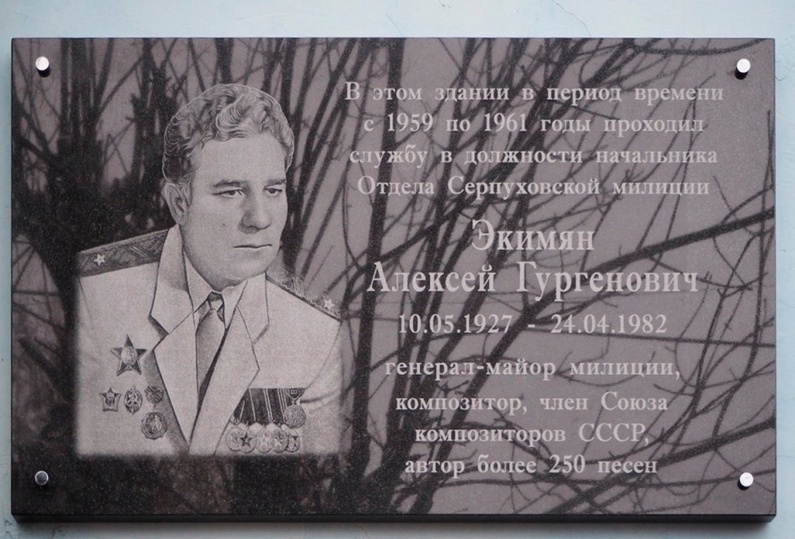 В этом здании в период времени
с 1959 по 1961 годы проходил
службу в должности начальника
Отдела Серпуховской милиции
Экимян
Алексей Гургенович
10.05.1927 - 24.04.1982
генерал-майор милиции,
композитор, член Союза
композиторов СССР,
автор более 250 песен